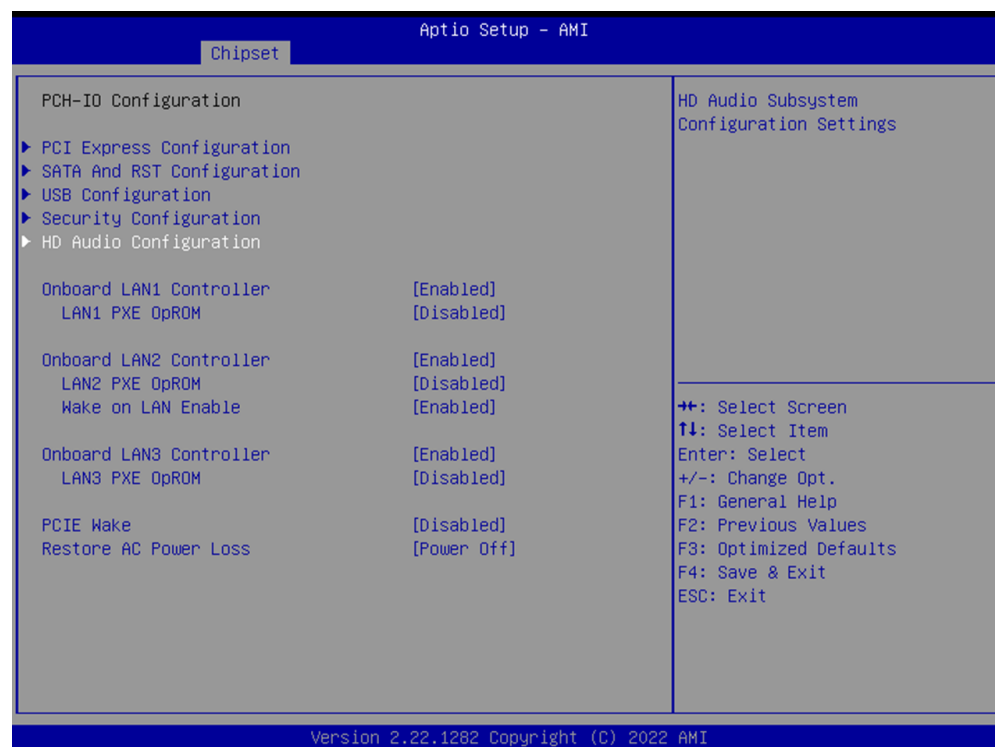 Aptio Setup – AMI
Chipset
PCH-IO Configuration
PCI Express Configuration
SATA And RST Configuration
USB Configuration
Security Configuration
HD Audio Configuration
Onboard LAN1 Controller [Enabled]
LAN1 PXE OpROM [Disabled]
Onboard LAN2 Controller [Enabled]
LAN2 PXE OpROM [Disabled]
Wake on LAN Enable [Enabled]
Onboard LAN3 Controller [Enabled]
LAN3 PXE OpROM [Disabled]
PCIE Wake [Disabled]
Restore AC Power Loss [Power Off]
HD Audio Subsystem
Configuration Settings
→←: Select Screen
↑↓: Select Item
Enter: Select
+/-: Change Opt.
F1: General Help
F2: Previous Values
F3: Optimized Defaults
F4: Save & Exit
ESC: Exit
Version 2.22.1282 Copyright (C) 2022 AMI